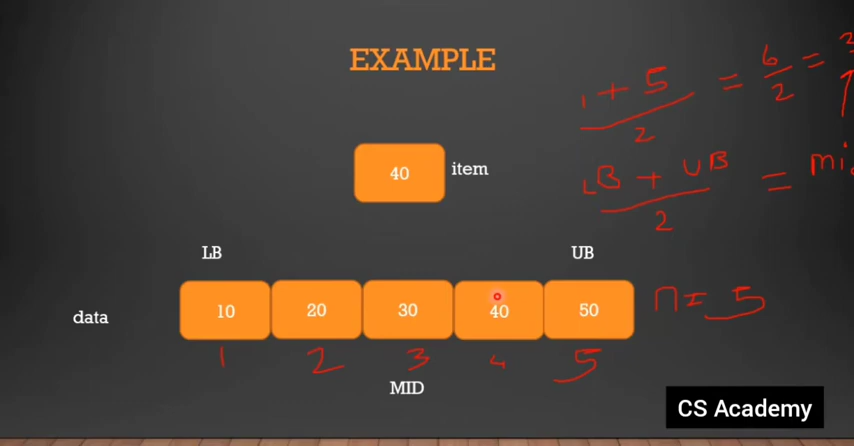 EXAMPLE
1 + 5 / 2 = 6 / 2 =
40 item
LB + UB / 2 =
LB UB
data 10 20 30 40 50 n = 5
1 2 3 4 5
MID
CS Academy